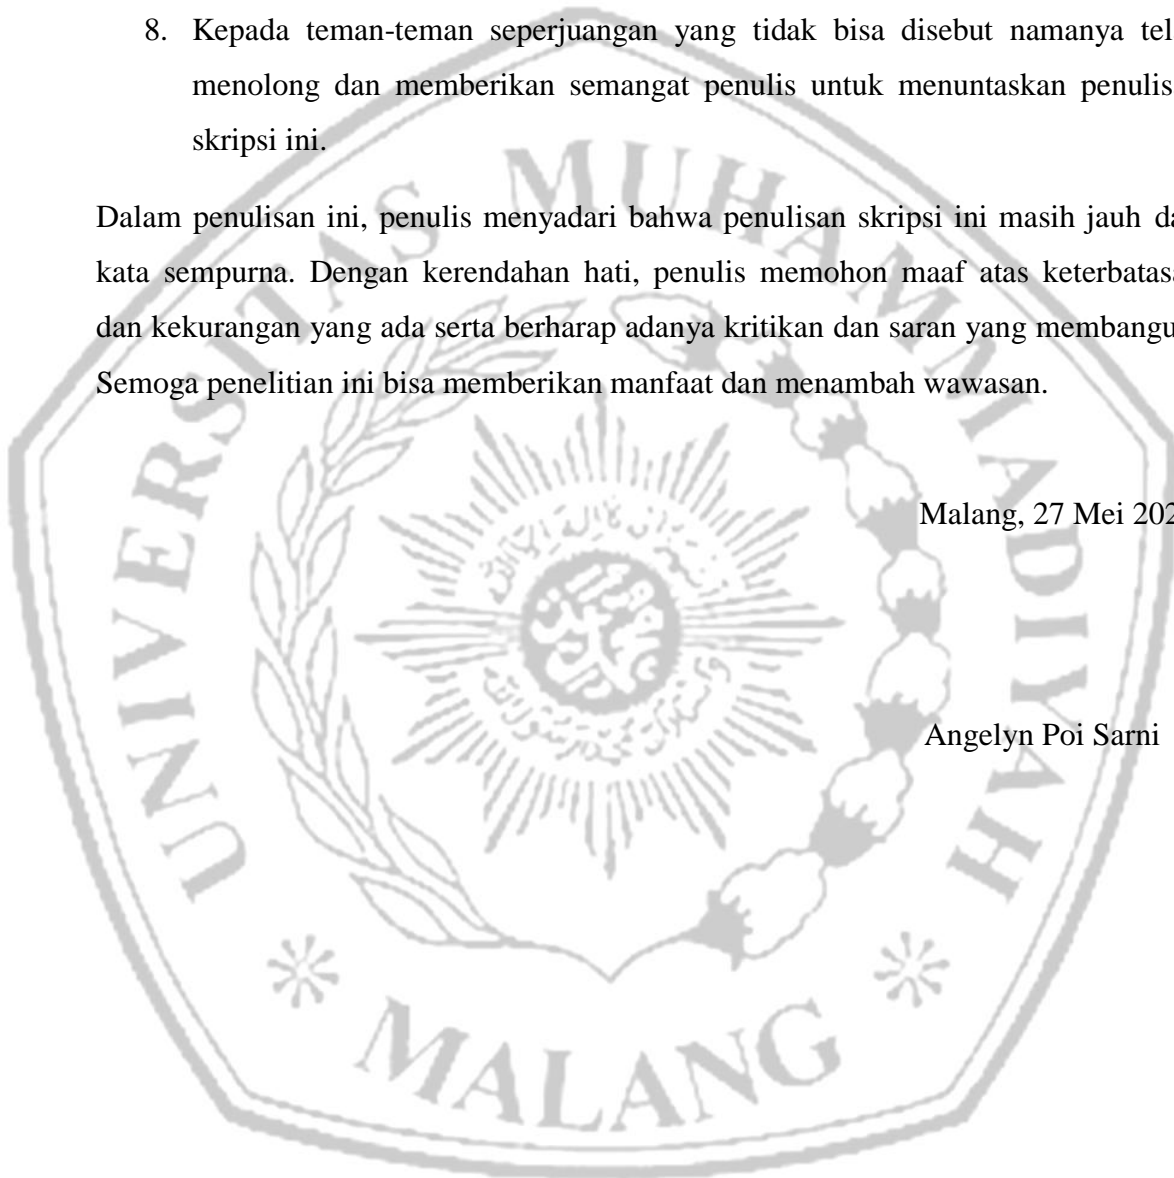 8. Kepada teman-teman seperjuangan yang tidak bisa disebut namanya tel
menolong dan memberikan semangat penulis untuk menuntaskan penulis
skripsi ini.
Dalam penulisan ini, penulis menyadari bahwa penulisan skripsi ini masih jauh da
kata sempurna. Dengan kerendahan hati, penulis memohon maaf atas keterbatasa
dan kekurangan yang ada serta berharap adanya kritikan dan saran yang membangu
Semoga penelitian ini bisa memberikan manfaat dan menambah wawasan.
Malang, 27 Mei 202
Angelyn Poi Sarni
UNIVERSITAS MUHAMMADIYAH
MALANG